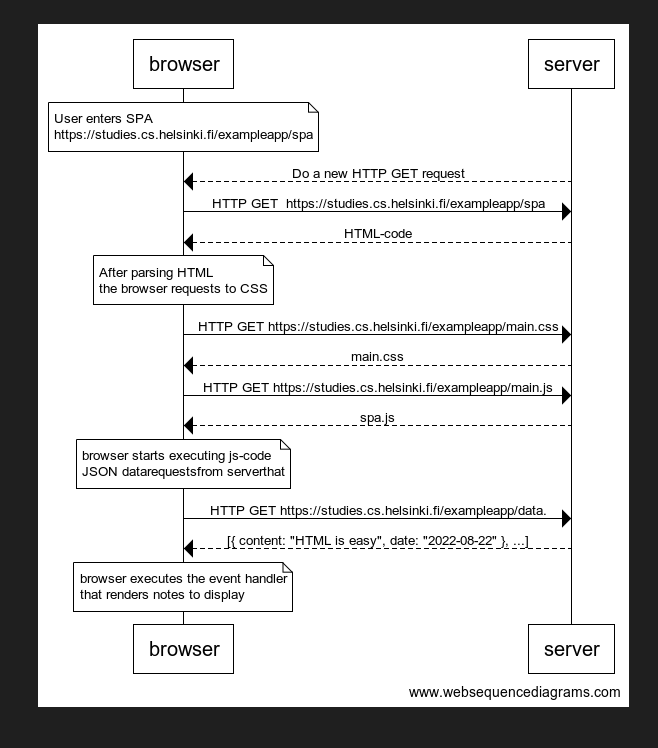 browser
server
User enters SPA
https://studies.cs.helsinki.fi/exampleapp/spa
Do a new HTTP GET request
HTTP GET  https://studies.cs.helsinki.fi/exampleapp/spa
HTML-code
After parsing HTML
the browser requests to CSS
HTTP GET https://studies.cs.helsinki.fi/exampleapp/main.css
main.css
HTTP GET https://studies.cs.helsinki.fi/exampleapp/main.js
spa.js
browser starts executing js-code
JSON datarequestsfrom serverthat
HTTP GET https://studies.cs.helsinki.fi/exampleapp/data.
[{ content: "HTML is easy", date: "2022-08-22" }, ...]
browser executes the event handler
that renders notes to display
browser
server
www.websequencediagrams.com